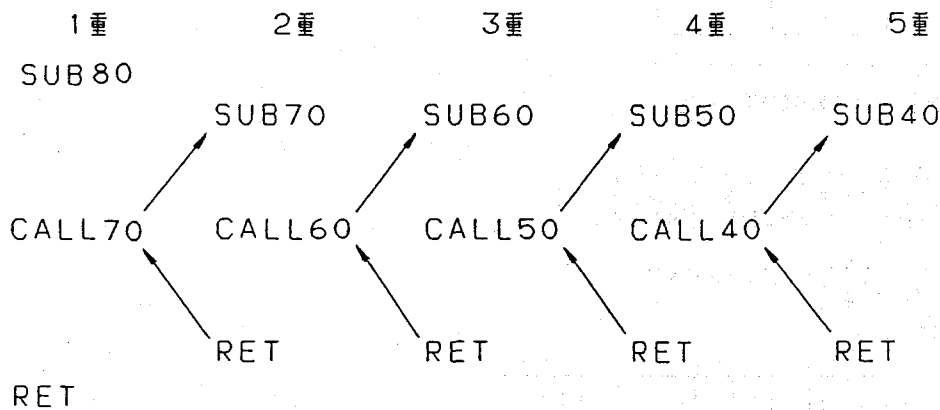 1重 2重 3重 4重 5重
SUB80
SUB70 SUB60 SUB50 SUB40
CALL70 CALL60 CALL50 CALL40
RET RET RET RET
RET